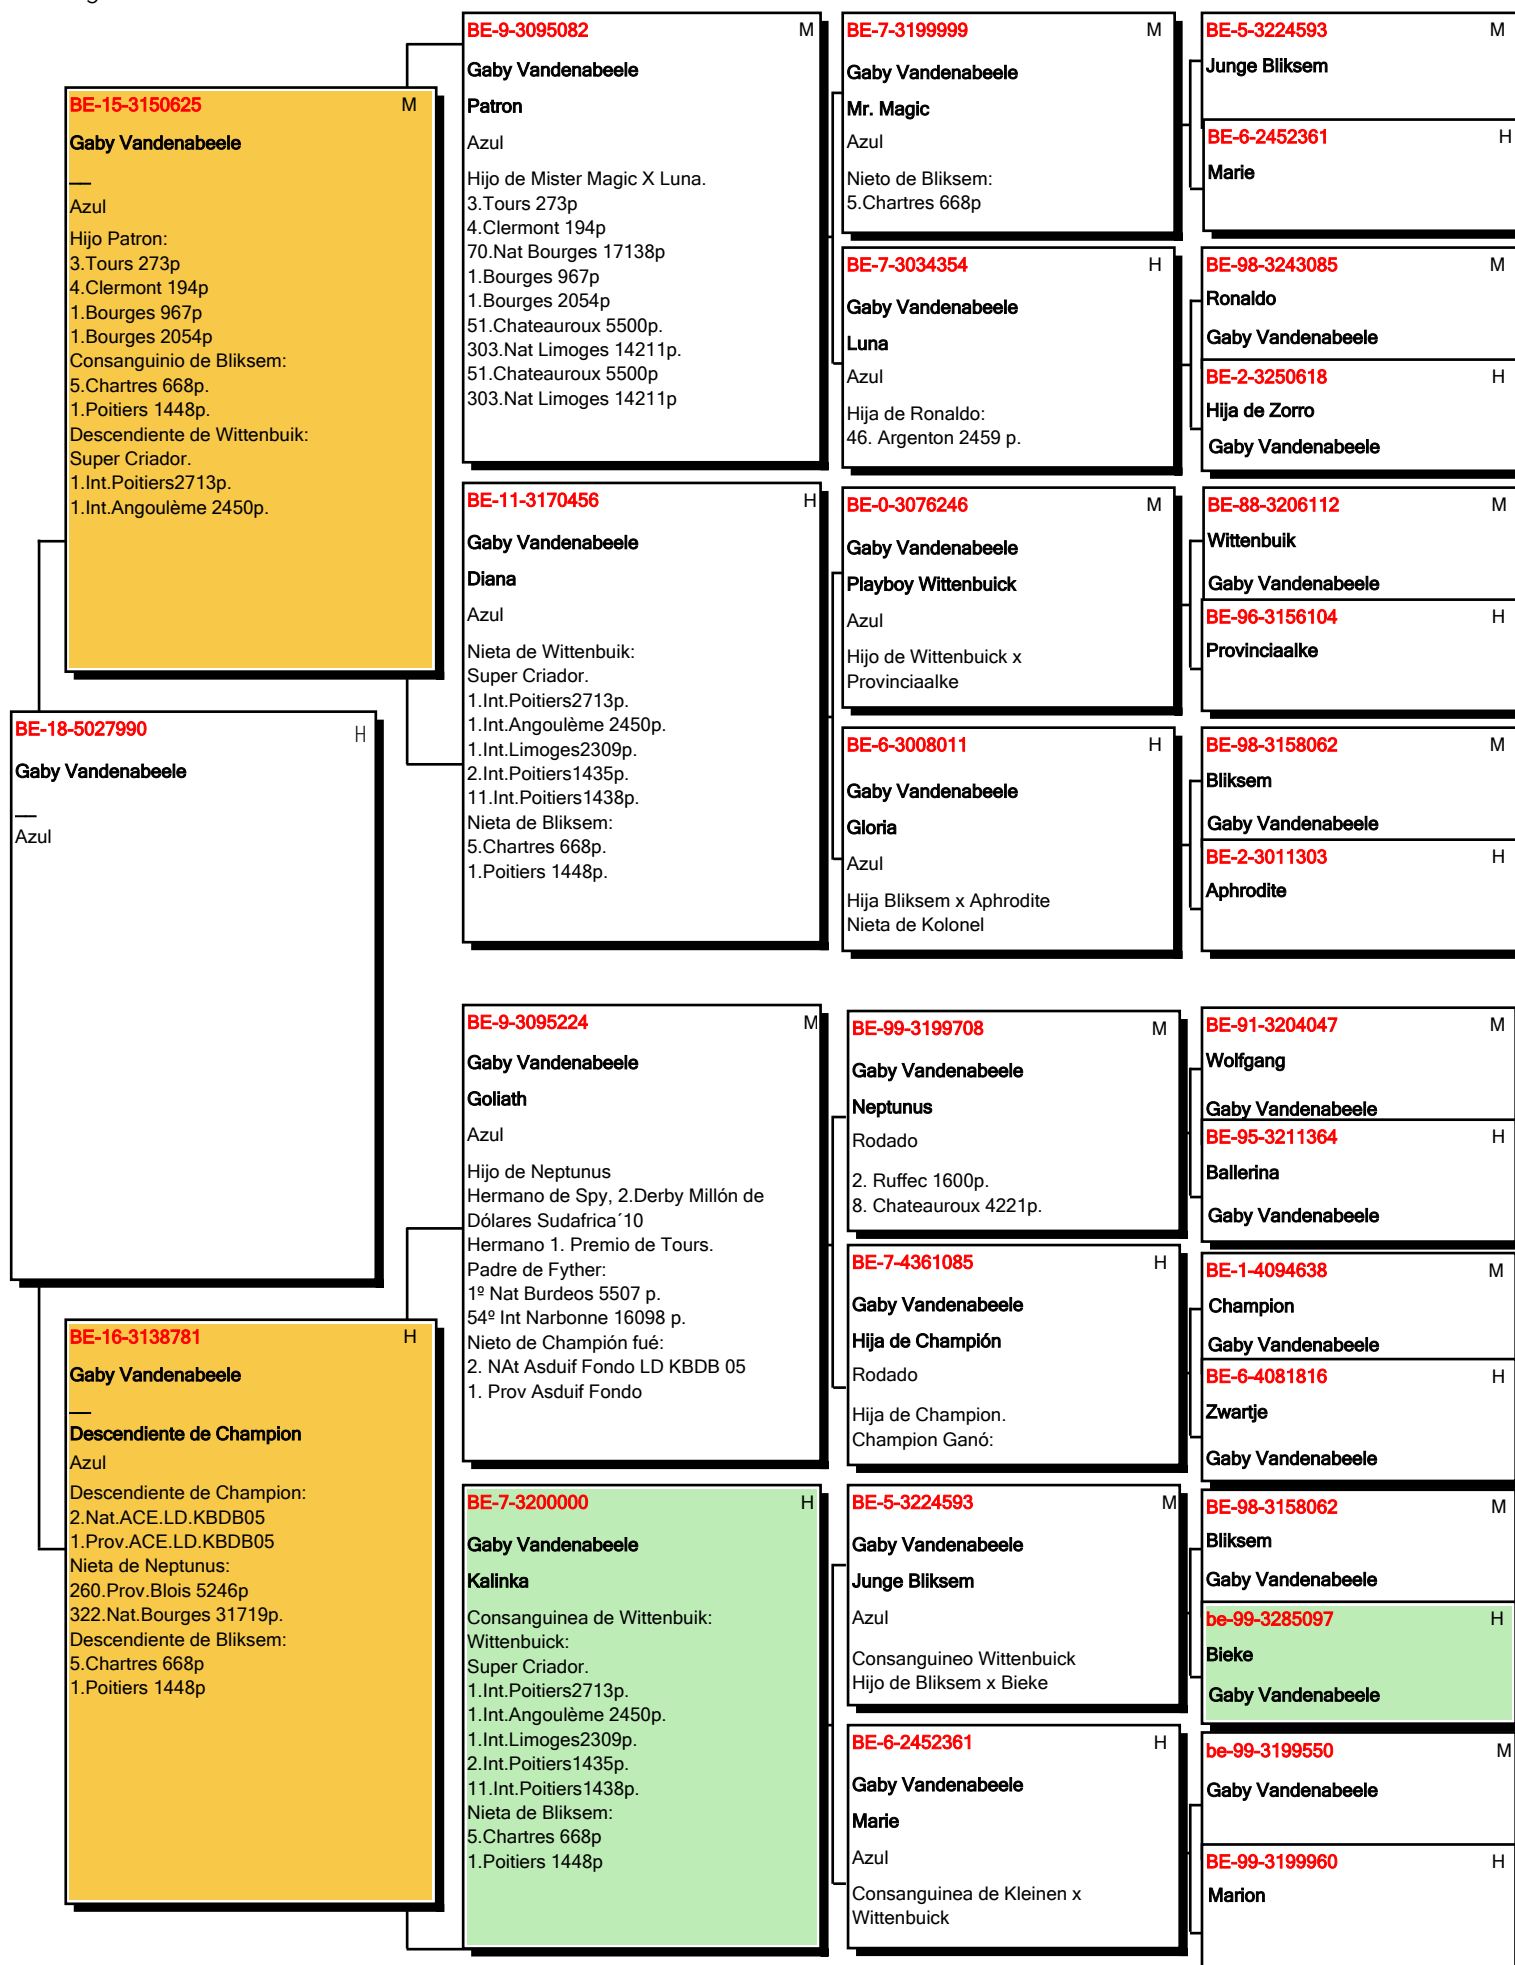 BE-18-5027990 H
Gaby Vandenabeele
__
Azul
BE-15-3150625 M
Gaby Vandenabeele
__
Azul
Hijo Patron:
3.Tours 273p
4.Clermont 194p
1.Bourges 967p
1.Bourges 2054p
Consanguinio de Bliksem:
5.Chartres 668p.
1.Poitiers 1448p.
Descendiente de Wittenbuik:
Super Criador.
1.Int.Poitiers2713p.
1.Int.Angoulème 2450p.
BE-16-3138781 H
Gaby Vandenabeele
__
Descendiente de Champion
Azul
Descendiente de Champion:
2.Nat.ACE.LD.KBDB05
1.Prov.ACE.LD.KBDB05
Nieta de Neptunus:
260.Prov.Blois 5246p
322.Nat.Bourges 31719p.
Descendiente de Bliksem:
5.Chartres 668p
1.Poitiers 1448p
BE-9-3095082 M
Gaby Vandenabeele
Patron
Azul
Hijo de Mister Magic X Luna.
3.Tours 273p
4.Clermont 194p
70.Nat Bourges 17138p
1.Bourges 967p
1.Bourges 2054p
51.Chateauroux 5500p.
303.Nat Limoges 14211p.
51.Chateauroux 5500p
303.Nat Limoges 14211p
BE-11-3170456 H
Gaby Vandenabeele
Diana
Azul
Nieta de Wittenbuik:
Super Criador.
1.Int.Poitiers2713p.
1.Int.Angoulème 2450p.
1.Int.Limoges2309p.
2.Int.Poitiers1435p.
11.Int.Poitiers1438p.
Nieta de Bliksem:
5.Chartres 668p.
1.Poitiers 1448p.
BE-9-3095224 M
Gaby Vandenabeele
Goliath
Azul
Hijo de Neptunus
Hermano de Spy, 2.Derby Millón de
Dólares Sudafrica´10
Hermano 1. Premio de Tours.
Padre de Fyther:
1º Nat Burdeos 5507 p.
54º Int Narbonne 16098 p.
Nieto de Champión fué:
2. NAt Asduif Fondo LD KBDB 05
1. Prov Asduif Fondo
BE-7-3200000 H
Gaby Vandenabeele
Kalinka
Consanguinea de Wittenbuik:
Wittenbuick:
Super Criador.
1.Int.Poitiers2713p.
1.Int.Angoulème 2450p.
1.Int.Limoges2309p.
2.Int.Poitiers1435p.
11.Int.Poitiers1438p.
Nieta de Bliksem:
5.Chartres 668p
1.Poitiers 1448p
BE-7-3199999 M
Gaby Vandenabeele
Mr. Magic
Azul
Nieto de Bliksem:
5.Chartres 668p
BE-7-3034354 H
Gaby Vandenabeele
Luna
Azul
Hija de Ronaldo:
46. Argenton 2459 p.
BE-0-3076246 M
Gaby Vandenabeele
Playboy Wittenbuick
Azul
Hijo de Wittenbuick x
Provinciaalke
BE-6-3008011 H
Gaby Vandenabeele
Gloria
Azul
Hija Bliksem x Aphrodite
Nieta de Kolonel
BE-99-3199708 M
Gaby Vandenabeele
Neptunus
Rodado
2. Ruffec 1600p.
8. Chateauroux 4221p.
BE-7-4361085 H
Gaby Vandenabeele
Hija de Champión
Rodado
Hija de Champion.
Champion Ganó:
BE-5-3224593 M
Gaby Vandenabeele
Junge Bliksem
Azul
Consanguineo Wittenbuick
Hijo de Bliksem x Bieke
BE-6-2452361 H
Gaby Vandenabeele
Marie
Azul
Consanguinea de Kleinen x
Wittenbuick
BE-5-3224593 M
Junge Bliksem
BE-6-2452361 H
Marie
BE-98-3243085 M
Ronaldo
Gaby Vandenabeele
BE-2-3250618 H
Hija de Zorro
Gaby Vandenabeele
BE-88-3206112 M
Wittenbuik
Gaby Vandenabeele
BE-96-3156104 H
Provinciaalke
BE-98-3158062 M
Bliksem
Gaby Vandenabeele
BE-2-3011303 H
Aphrodite
BE-91-3204047 M
Wolfgang
Gaby Vandenabeele
BE-95-3211364 H
Ballerina
Gaby Vandenabeele
BE-1-4094638 M
Champion
Gaby Vandenabeele
BE-6-4081816 H
Zwartje
Gaby Vandenabeele
BE-98-3158062 M
Bliksem
Gaby Vandenabeele
be-99-3285097 H
Bieke
Gaby Vandenabeele
be-99-3199550 M
Gaby Vandenabeele
BE-99-3199960 H
Marion